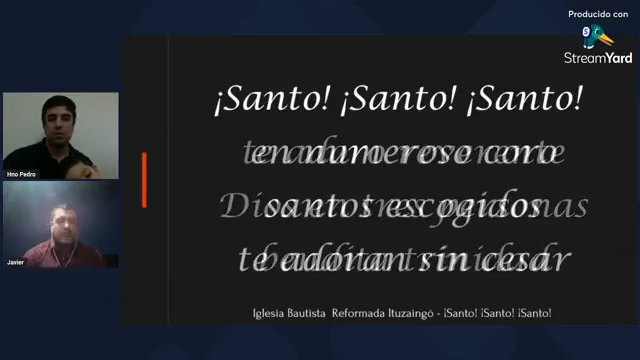 Producido con
StreamYard
Hno Pedro
Javier
¡Santo! ¡Santo! ¡Santo!
en numeroso coro
santos escogidos
te adoran sin cesar
Iglesia Bautista Reformada Ituzaingó - ¡Santo! ¡Santo! ¡Santo!